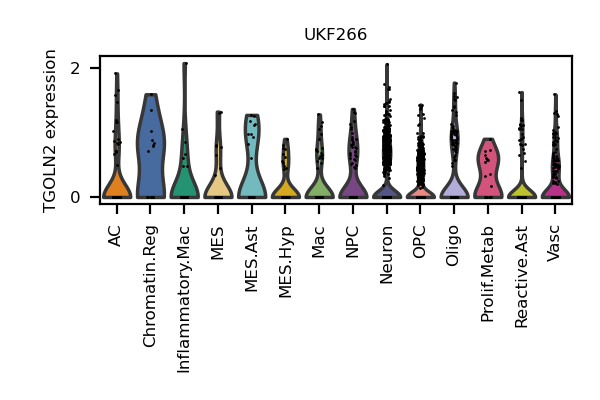 UKF266
TGOLN2 expression
2
0
AC
Chromatin.Reg
Inflammatory.Mac
MES
MES.Ast
MES.Hyp
Mac
NPC
Neuron
OPC
Oligo
Prolif.Metab
Reactive.Ast
Vasc